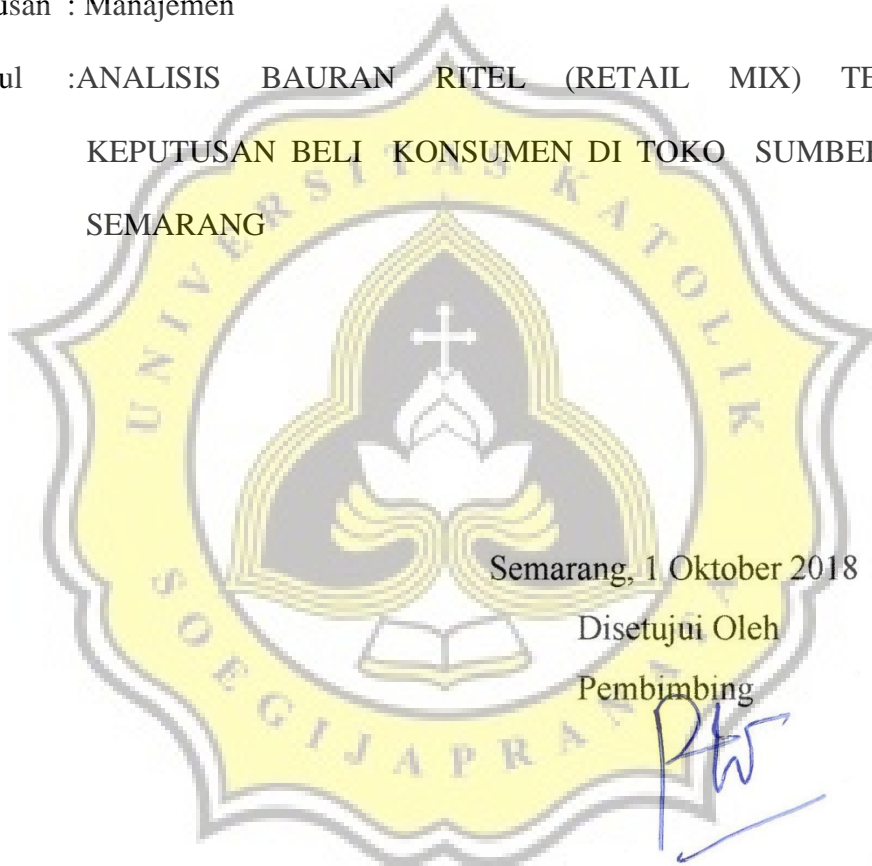 usan : Manajemen
ul :ANALISIS BAURAN RITEL (RETAIL MIX) TE
KEPUTUSAN BELI KONSUMEN DI TOKO SUMBER
SEMARANG
UNIVERSITAS KATOLIK
SOEGIJAPRANATA
Semarang, 1 Oktober 2018
Disetujui Oleh
Pembimbing